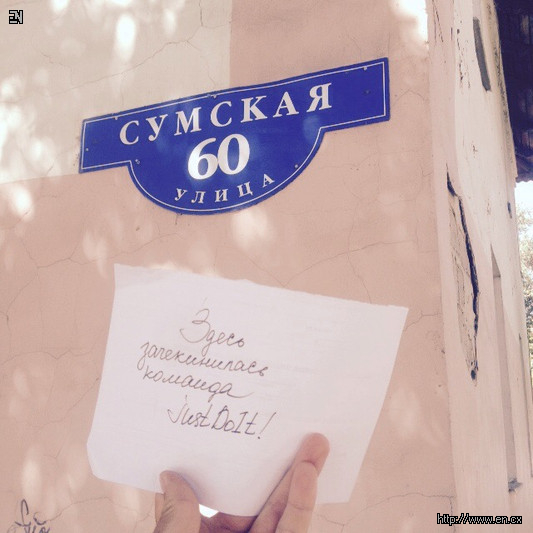 EN
СУМСКАЯ
60
УЛИЦА
Здесь
зачекинилась
команда
JustDoIt!
http://www.en.cx